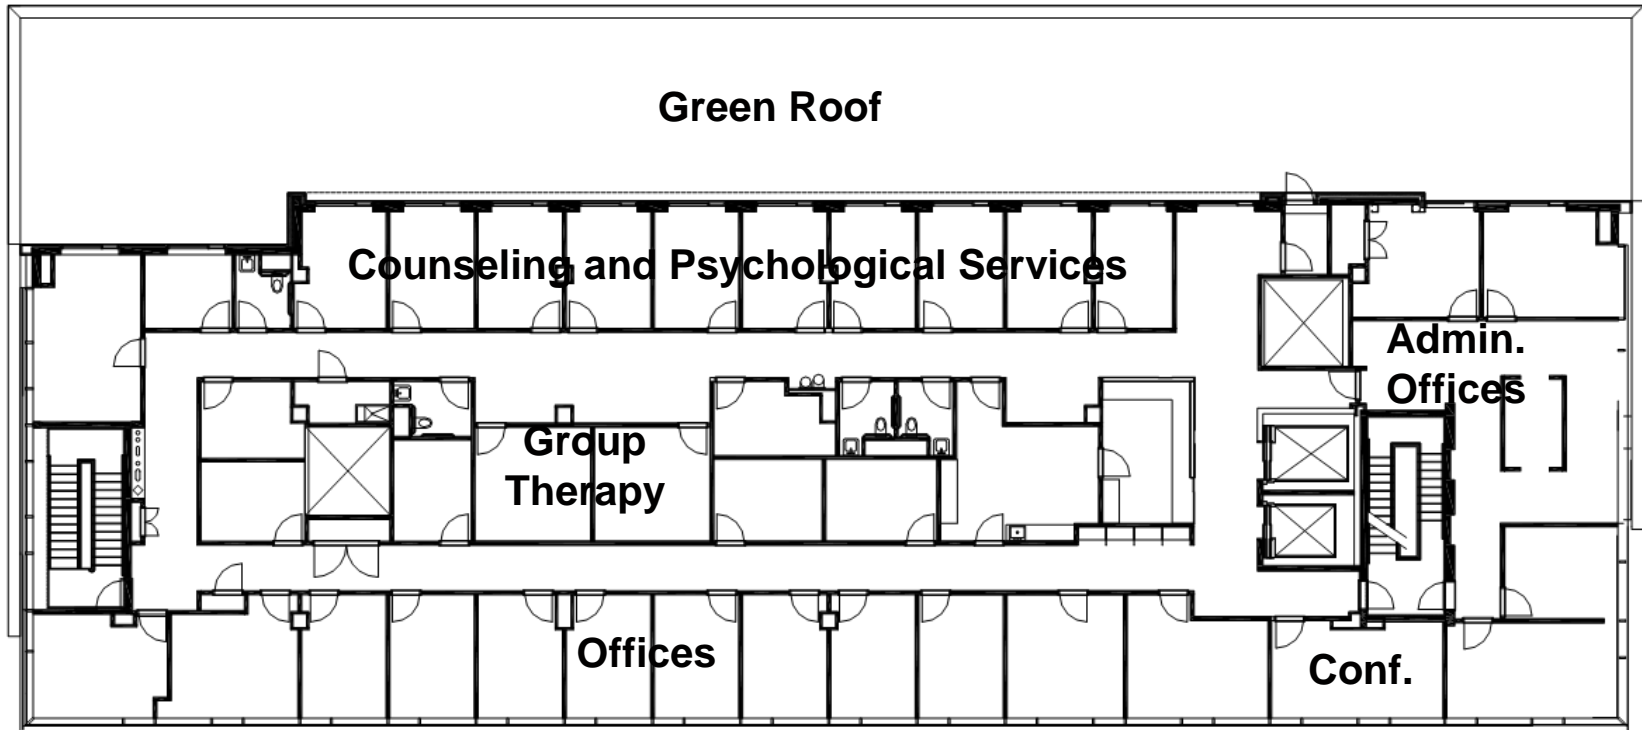 Green Roof
Counseling and Psychological Services
Admin.
Offices
Group
Therapy
Offices
Conf.